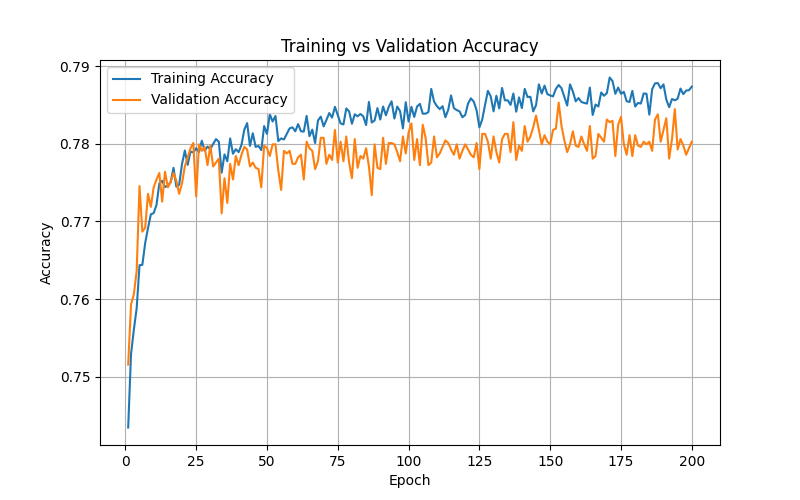 Training vs Validation Accuracy
Training Accuracy
Validation Accuracy
Accuracy
0.79
0.78
0.77
0.76
0.75
0 25 50 75 100 125 150 175 200
Epoch